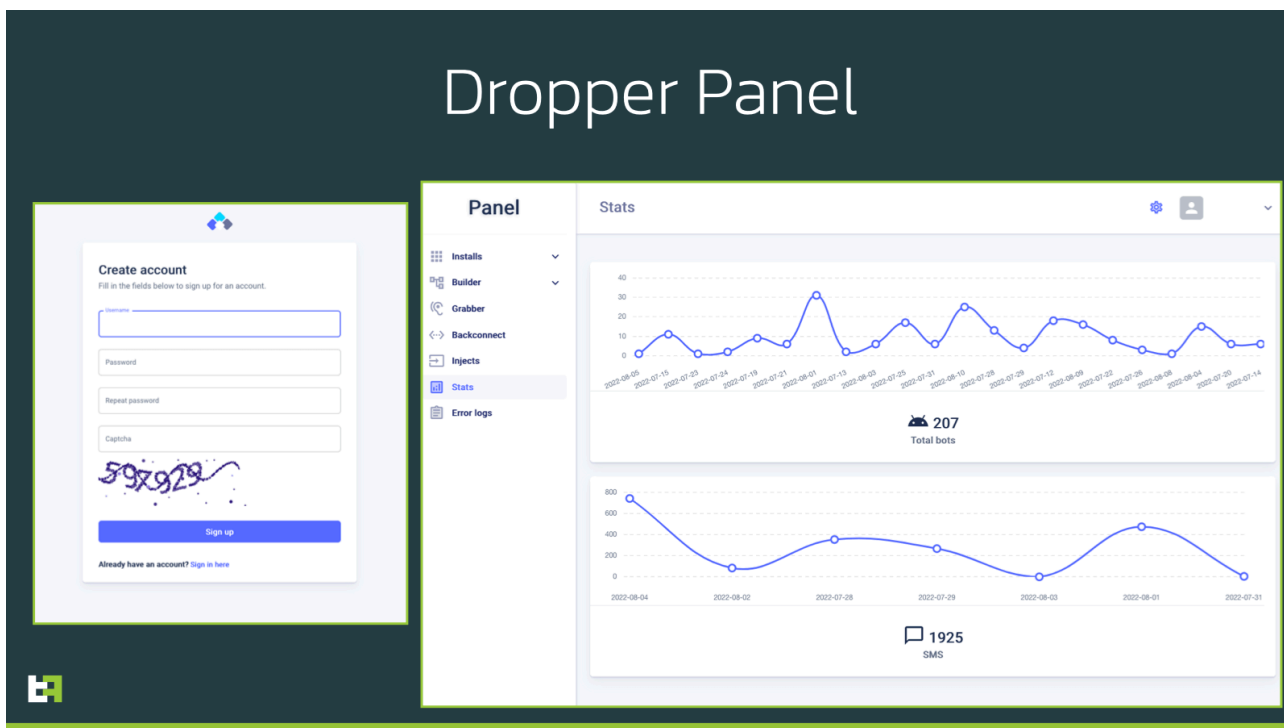 Dropper Panel
Create account
Fill in the fields below to sign up for an account.
Username
Password
Repeat password
Captcha
597929
Sign up
Already have an account? Sign in here
Panel
Installs
Builder
Grabber
Backconnect
Injects
Stats
Error logs
Stats
40
30
20
10
0
2022-08-05 2022-07-15 2022-07-23 2022-07-24 2022-07-19 2022-07-21 2022-08-01 2022-07-13 2022-08-03 2022-07-25 2022-07-31 2022-08-10 2022-07-28 2022-07-29 2022-07-12 2022-08-09 2022-07-22 2022-07-26 2022-08-08 2022-08-04 2022-07-20 2022-07-14
207
Total bots
800
600
400
200
0
2022-08-04 2022-08-02 2022-07-28 2022-07-29 2022-08-03 2022-08-01 2022-07-31
1925
SMS